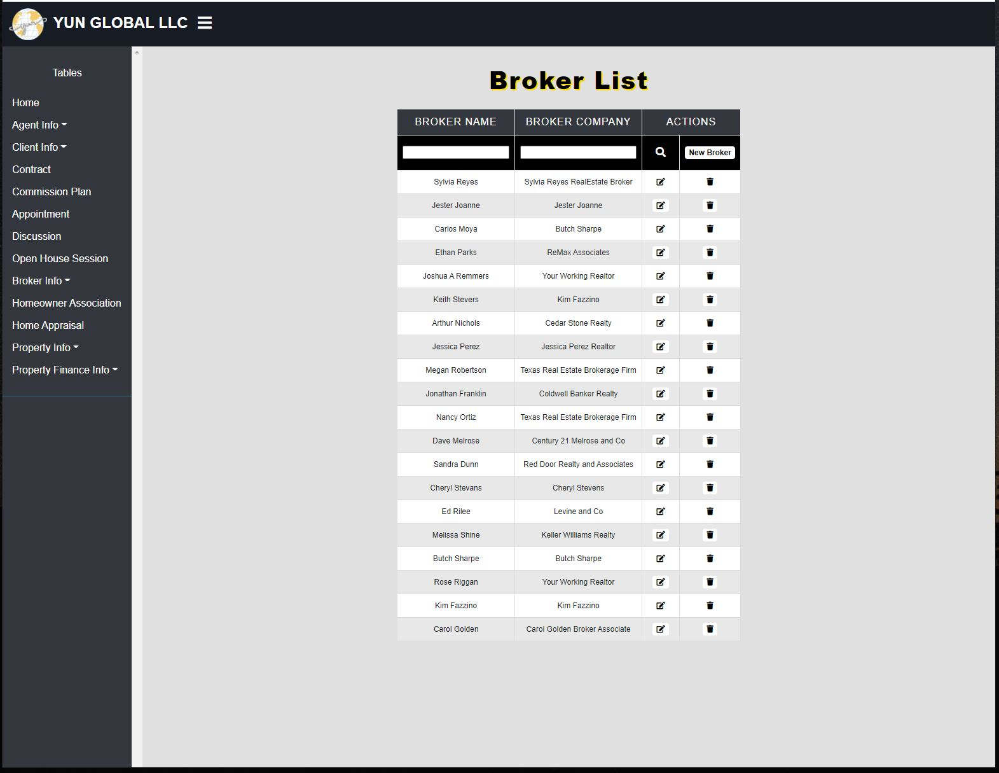 YUN GLOBAL LLC
Tables
Home
Agent Info
Client Info
Contract
Commission Plan
Appointment
Discussion
Open House Session
Broker Info
Homeowner Association
Home Appraisal
Property Info
Property Finance Info
Broker List
BROKER NAME BROKER COMPANY ACTIONS
New Broker
Sylvia Reyes Sylvia Reyes RealEstate Broker
Jester Joanne Jester Joanne
Carlos Moya Butch Sharpe
Ethan Parks ReMax Associates
Joshua A Remmers Your Working Realtor
Keith Stevers Kim Fazzino
Arthur Nichols Cedar Stone Realty
Jessica Perez Jessica Perez Realtor
Megan Robertson Texas Real Estate Brokerage Firm
Jonathan Franklin Coldwell Banker Realty
Nancy Ortiz Texas Real Estate Brokerage Firm
Dave Melrose Century 21 Melrose and Co
Sandra Dunn Red Door Realty and Associates
Cheryl Stevans Cheryl Stevens
Ed Rilee Levine and Co
Melissa Shine Keller Williams Realty
Butch Sharpe Butch Sharpe
Rose Riggan Your Working Realtor
Kim Fazzino Kim Fazzino
Carol Golden Carol Golden Broker Associate